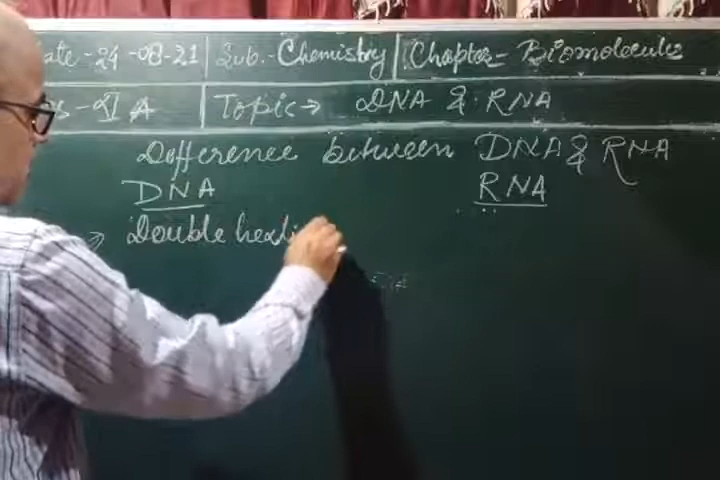 ate-24-08-21 Sub.-Chemistry Chapter- Biomolecules
s-XI A Topic→ DNA & RNA
Difference between DNA & RNA
DNA RNA
Double heali